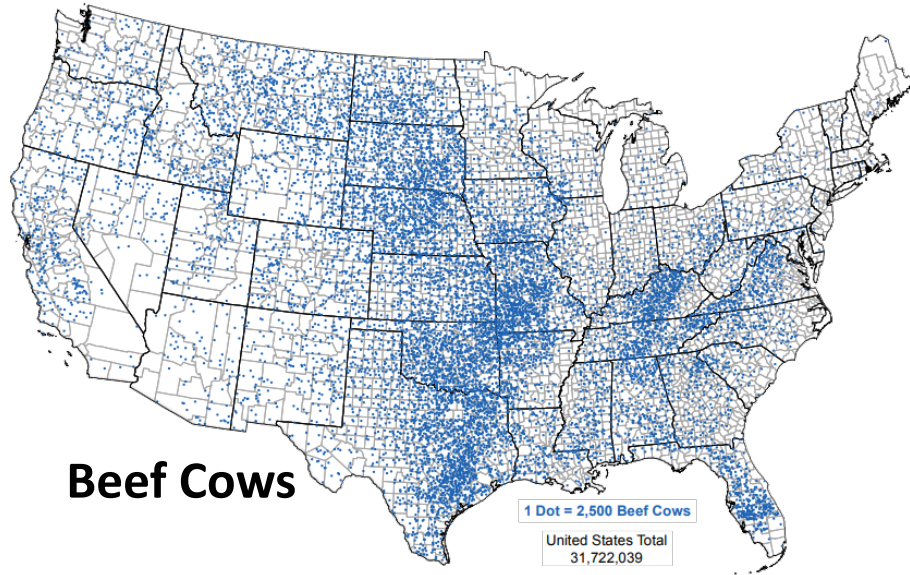 Beef Cows
1 Dot = 2,500 Beef Cows
United States Total
31,722,039